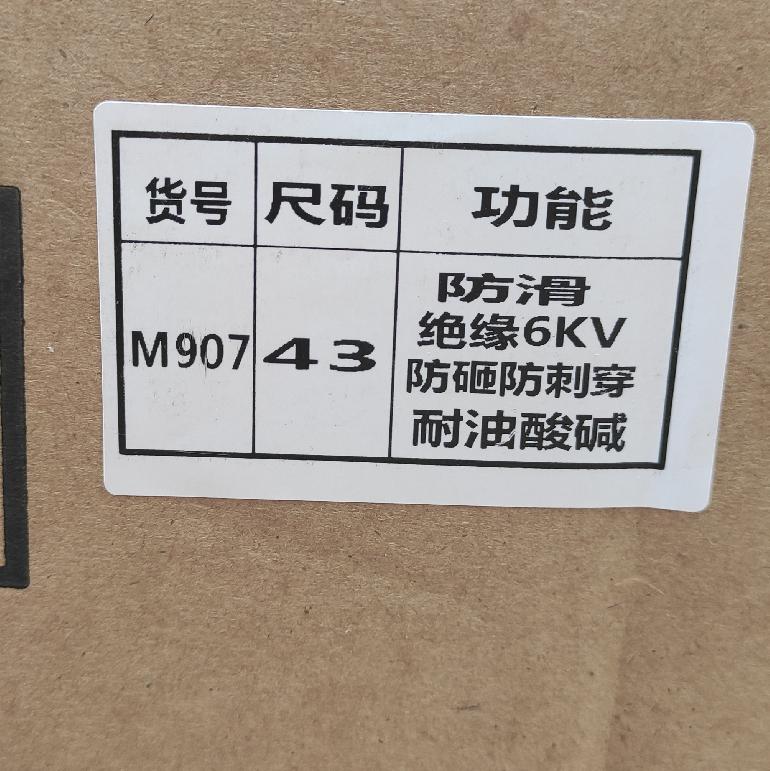 货号 尺码 功能
防滑
绝缘6KV
M907 43
防砸防刺穿
耐油酸碱